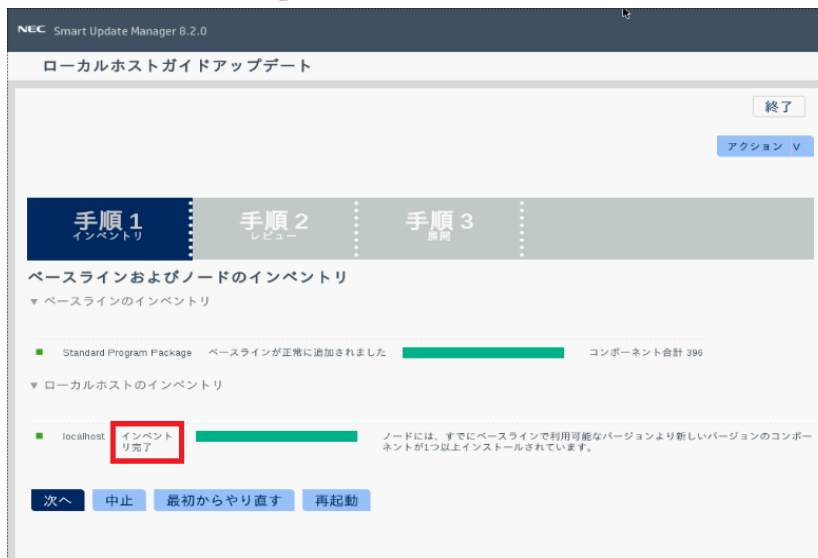 NEC Smart Update Manager 8.2.0
ローカルホストガイドアップデート
終了
アクション ∨
手順1
インベントリ
手順2
レビュー
手順3
展開
ベースラインおよびノードのインベントリ
▼ ベースラインのインベントリ
Standard Program Package ベースラインが正常に追加されました コンポーネント合計 396
▼ ローカルホストのインベントリ
localhost インベント
リ完了
ノードには、すでにベースラインで利用可能なバージョンより新しいバージョンのコンポー
ネントが1つ以上インストールされています。
次へ 中止 最初からやり直す 再起動